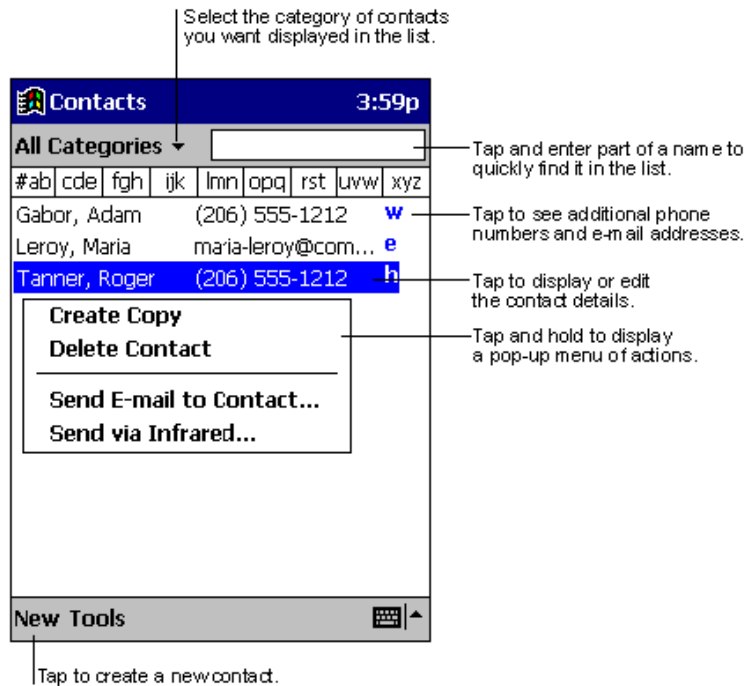 Select the category of contacts
you want displayed in the list.
Contacts 3:59p
All Categories
Tap and enter part of a name to
quickly find it in the list.
#ab cde fgh ijk lmn opq rst uvw xyz
Gabor, Adam (206) 555-1212 w
Tap to see additional phone
numbers and e-mail addresses.
Leroy, Maria maria-leroy@com... e
Tanner, Roger (206) 555-1212 h
Tap to display or edit
the contact details.
Create Copy
Delete Contact
Send E-mail to Contact...
Send via Infrared...
Tap and hold to display
a pop-up menu of actions.
New Tools
Tap to create a new contact.